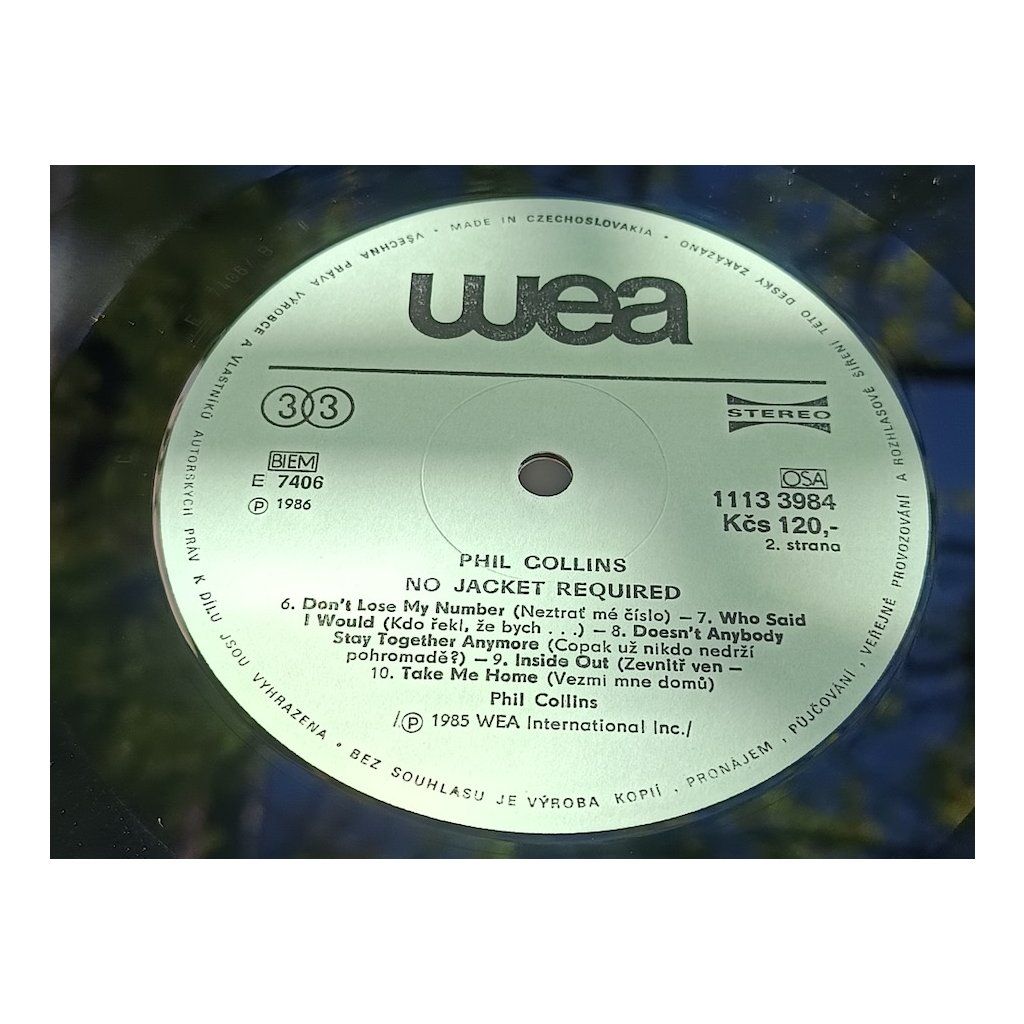 VŠECHNA PRÁVA VÝROBCE A VLASTNÍKŮ AUTORSKÝCH PRÁV K DÍLU JSOU VYHRAZENA • BEZ SOUHLASU JE VÝROBA KOPIÍ, PRONÁJEM, PŮJČOVÁNÍ, VEŘEJNÉ PROVOZOVÁNÍ A ROZHLASOVÉ ŠÍŘENÍ TÉTO DESKY ZAKÁZÁNO • MADE IN CZECHOSLOVAKIA •
wea
33
STEREO
BIEM
E 7406
Ⓟ 1986
OSA
1113 3984
Kčs 120,-
2. strana
PHIL COLLINS
NO JACKET REQUIRED
6. Don't Lose My Number (Neztrať mé číslo) – 7. Who Said
I Would (Kdo řekl, že bych . . .) – 8. Doesn't Anybody
Stay Together Anymore (Copak už nikdo nedrží
pohromadě?) – 9. Inside Out (Zevnitř ven –
10. Take Me Home (Vezmi mne domů)
Phil Collins
/Ⓟ 1985 WEA International Inc./